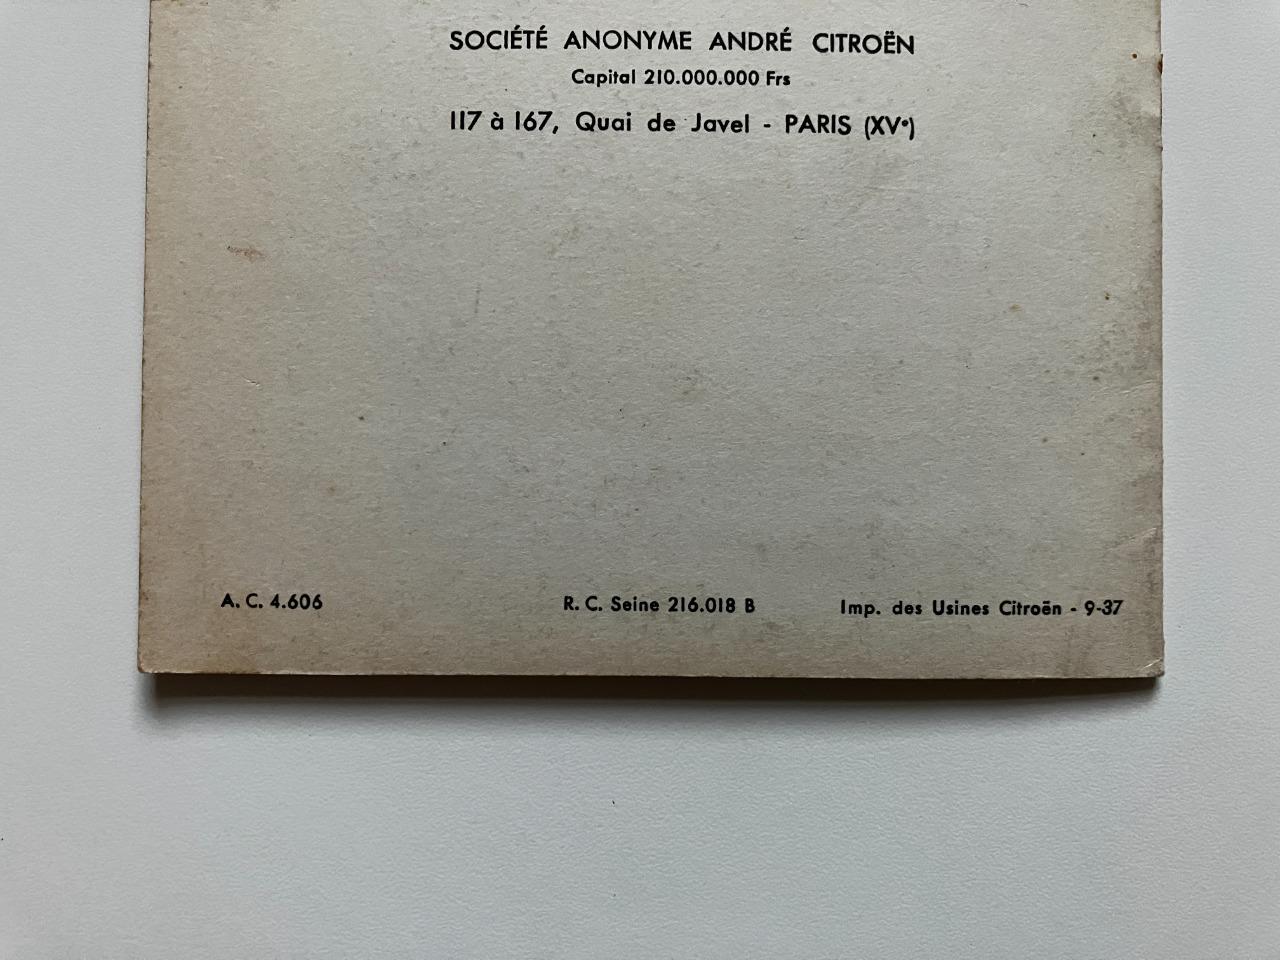 SOCIÉTÉ ANONYME ANDRÉ CITROËN
Capital 210.000.000 Frs
117 à 167, Quai de Javel - PARIS (XVᵉ)
A. C. 4.606
R. C. Seine 216.018 B
Imp. des Usines Citroën - 9-37